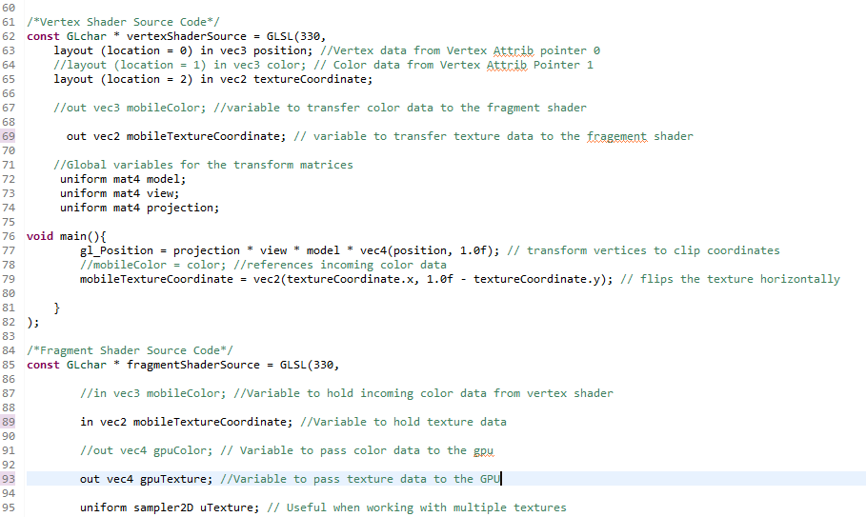 60
61 /*Vertex Shader Source Code*/
62 const GLchar * vertexShaderSource = GLSL(330,
63 layout (location = 0) in vec3 position; //Vertex data from Vertex Attrib pointer 0
64 //layout (location = 1) in vec3 color; // Color data from Vertex Attrib Pointer 1
65 layout (location = 2) in vec2 textureCoordinate;
66
67 //out vec3 mobileColor; //variable to transfer color data to the fragment shader
68
69 out vec2 mobileTextureCoordinate; // variable to transfer texture data to the fragement shader
70
71 //Global variables for the transform matrices
72 uniform mat4 model;
73 uniform mat4 view;
74 uniform mat4 projection;
75
76 void main(){
77 gl_Position = projection * view * model * vec4(position, 1.0f); // transform vertices to clip coordinates
78 //mobileColor = color; //references incoming color data
79 mobileTextureCoordinate = vec2(textureCoordinate.x, 1.0f - textureCoordinate.y); // flips the texture horizontally
80
81 }
82 );
83
84 /*Fragment Shader Source Code*/
85 const GLchar * fragmentShaderSource = GLSL(330,
86
87 //in vec3 mobileColor; //Variable to hold incoming color data from vertex shader
88
89 in vec2 mobileTextureCoordinate; //Variable to hold texture data
90
91 //out vec4 gpuColor; // Variable to pass color data to the gpu
92
93 out vec4 gpuTexture; //Variable to pass texture data to the GPU
94
95 uniform sampler2D uTexture; // Useful when working with multiple textures